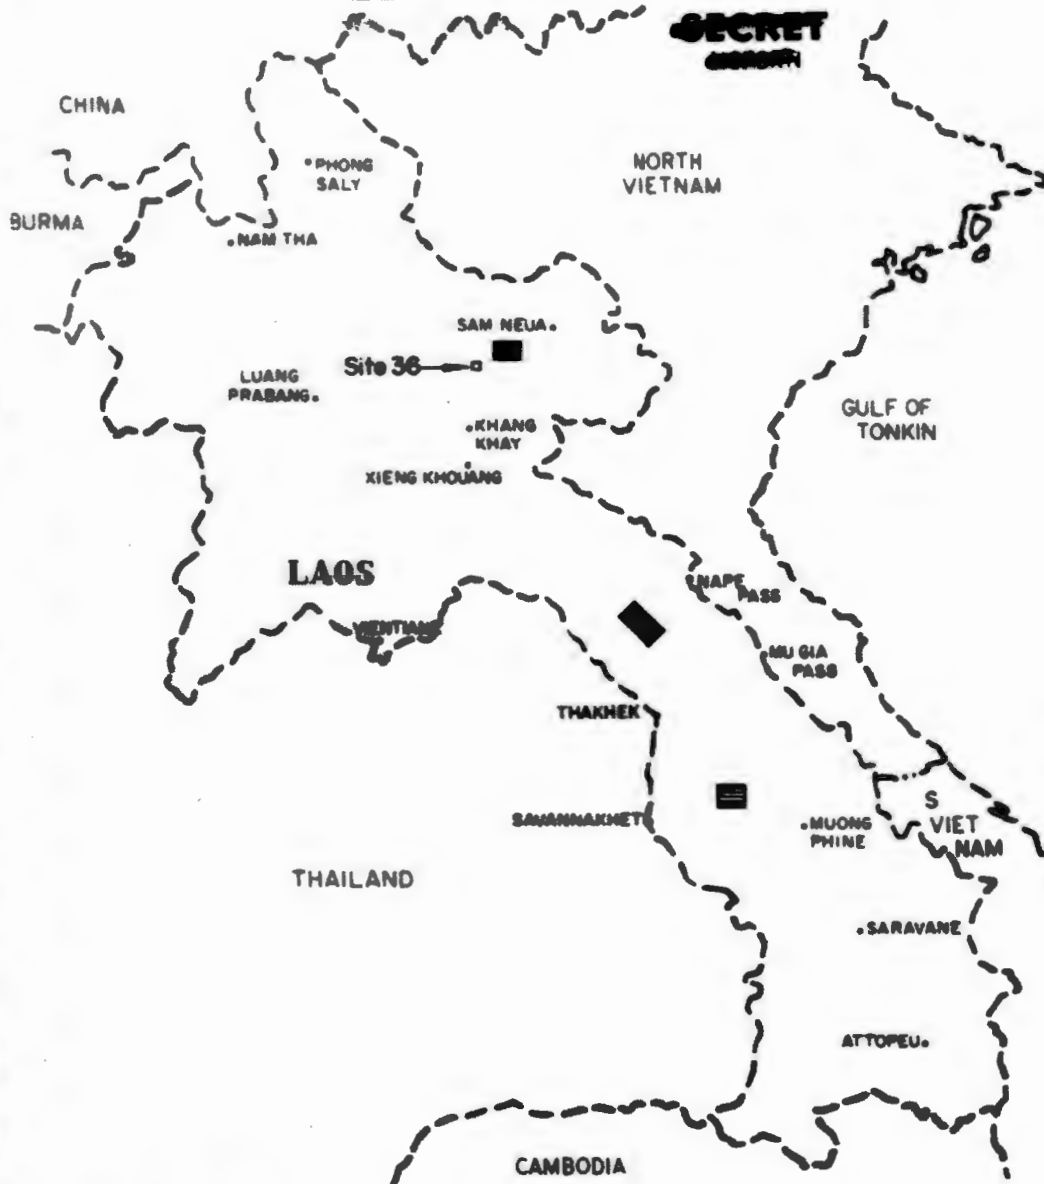 SECRET
CHINA
PHONG
SALY
NORTH
VIETNAM
BURMA
NAM THA
SAM NEUA
Site 36
LUANG
PRABANG
GULF OF
TONKIN
KHANG
KHAY
XIENG KHOUANG
LAOS
NAPE
PASS
VIENTIANE
MU GIA
PASS
THAKHEK
S
VIET
NAM
SAVANNAKHET
MUONG
PHINE
THAILAND
SARAVANE
ATTOPEU
CAMBODIA